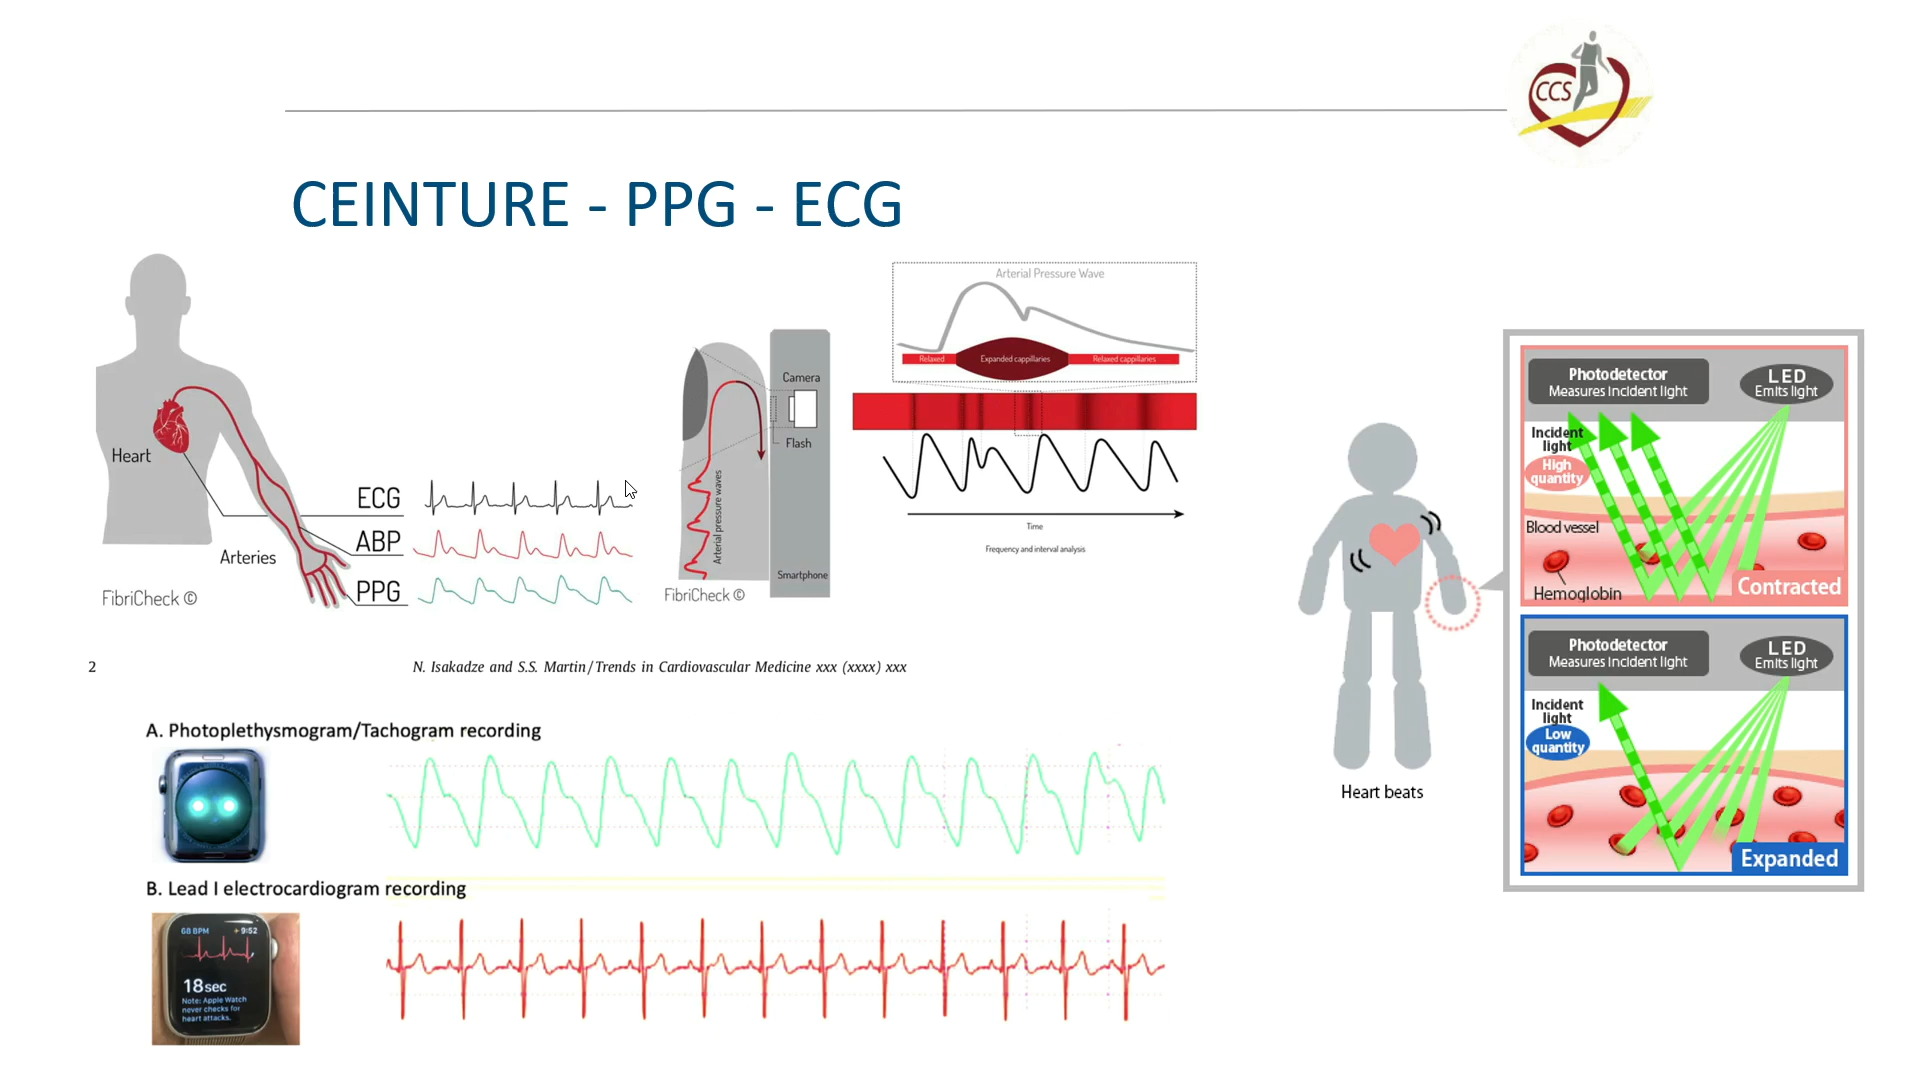 CCS
CEINTURE - PPG - ECG
Heart
Arteries
ECG
ABP
PPG
FibriCheck ©
Camera
Flash
Arterial pressure waves
Smartphone
FibriCheck ©
Arterial Pressure Wave
Relaxed
Expanded cappillaries
Relaxed cappillaries
Time
Frequency and interval analysis
2
N. Isakadze and S.S. Martin / Trends in Cardiovascular Medicine xxx (xxxx) xxx
A. Photoplethysmogram/Tachogram recording
B. Lead I electrocardiogram recording
68 BPM
9:52
18sec
Note: Apple Watch
never checks for
heart attacks.
Heart beats
Photodetector
Measures incident light
LED
Emits light
Incident
light
High
quantity
Blood vessel
Hemoglobin
Contracted
Photodetector
Measures incident light
LED
Emits light
Incident
light
Low
quantity
Expanded